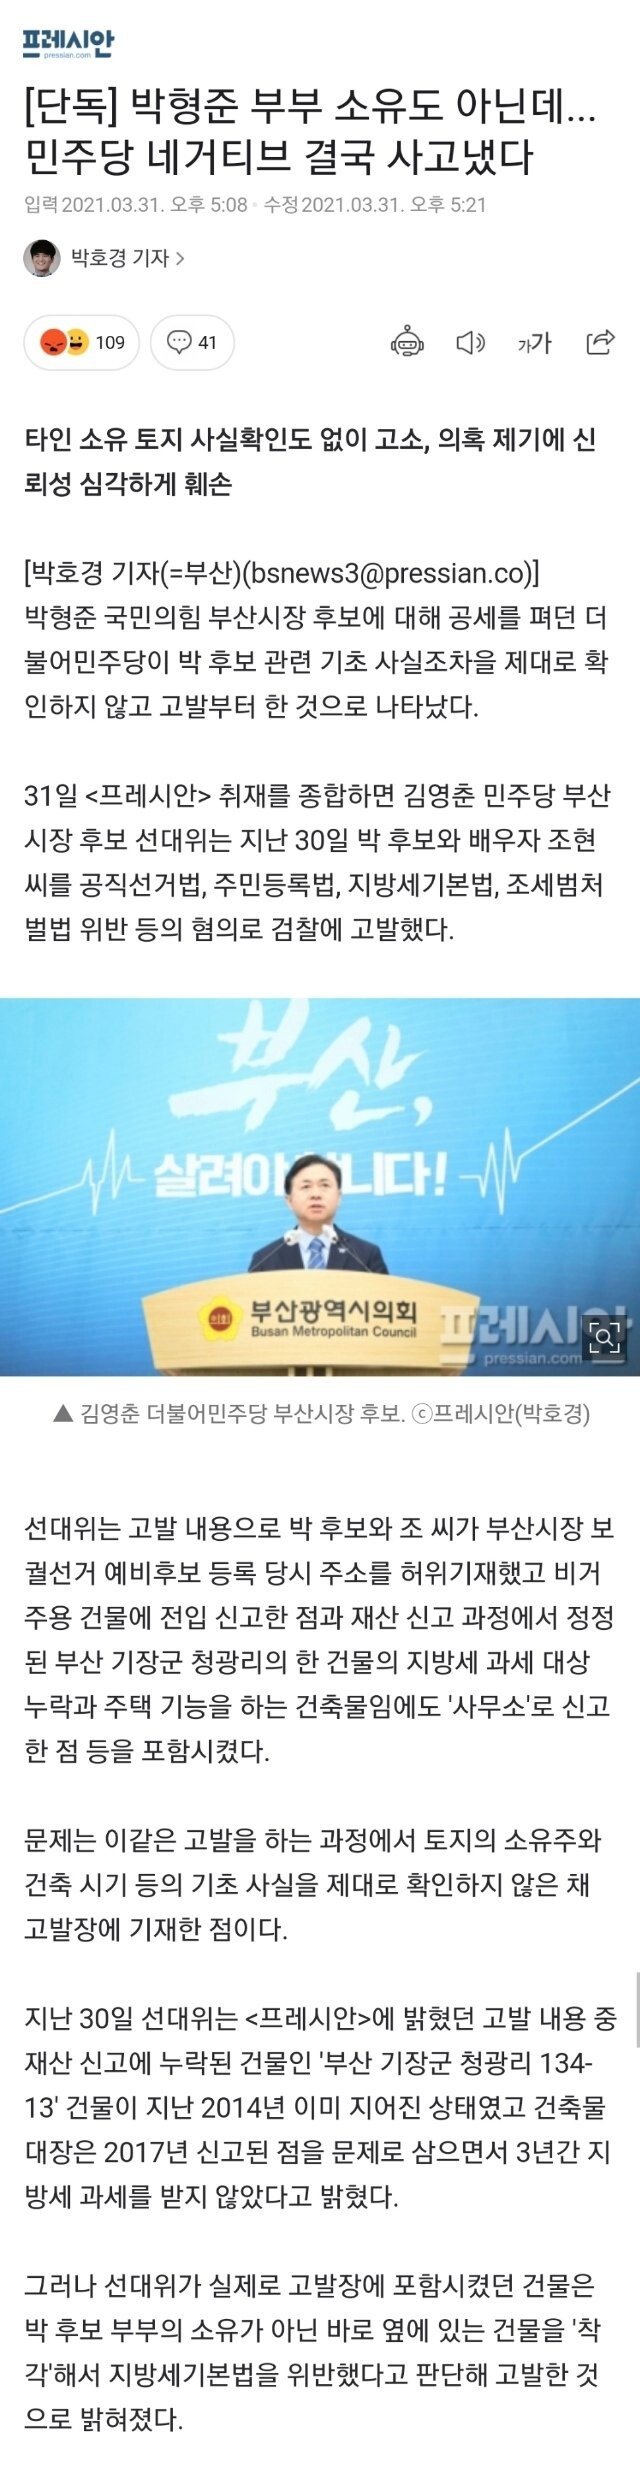 프레시안
pressian.com
[단독] 박형준 부부 소유도 아닌데...
민주당 네거티브 결국 사고냈다
입력 2021.03.31. 오후 5:08 · 수정 2021.03.31. 오후 5:21
박호경 기자 >
109
41
가가
타인 소유 토지 사실확인도 없이 고소, 의혹 제기에 신
뢰성 심각하게 훼손
[박호경 기자(=부산)(bsnews3@pressian.co)]
박형준 국민의힘 부산시장 후보에 대해 공세를 펴던 더
불어민주당이 박 후보 관련 기초 사실조차을 제대로 확
인하지 않고 고발부터 한 것으로 나타났다.
31일 <프레시안> 취재를 종합하면 김영춘 민주당 부산
시장 후보 선대위는 지난 30일 박 후보와 배우자 조현
씨를 공직선거법, 주민등록법, 지방세기본법, 조세범처
벌법 위반 등의 혐의로 검찰에 고발했다.
부산,
살려야 니다!
부산광역시의회
Busan Metropolitan Council
프레시안
pressian.com
▲ 김영춘 더불어민주당 부산시장 후보. ⓒ프레시안(박호경)
선대위는 고발 내용으로 박 후보와 조 씨가 부산시장 보
궐선거 예비후보 등록 당시 주소를 허위기재했고 비거
주용 건물에 전입 신고한 점과 재산 신고 과정에서 정정
된 부산 기장군 청광리의 한 건물의 지방세 과세 대상
누락과 주택 기능을 하는 건축물임에도 '사무소'로 신고
한 점 등을 포함시켰다.
문제는 이같은 고발을 하는 과정에서 토지의 소유주와
건축 시기 등의 기초 사실을 제대로 확인하지 않은 채
고발장에 기재한 점이다.
지난 30일 선대위는 <프레시안>에 밝혔던 고발 내용 중
재산 신고에 누락된 건물인 '부산 기장군 청광리 134-
13' 건물이 지난 2014년 이미 지어진 상태였고 건축물
대장은 2017년 신고된 점을 문제로 삼으면서 3년간 지
방세 과세를 받지 않았다고 밝혔다.
그러나 선대위가 실제로 고발장에 포함시켰던 건물은
박 후보 부부의 소유가 아닌 바로 옆에 있는 건물을 '착
각'해서 지방세기본법을 위반했다고 판단해 고발한 것
으로 밝혀졌다.